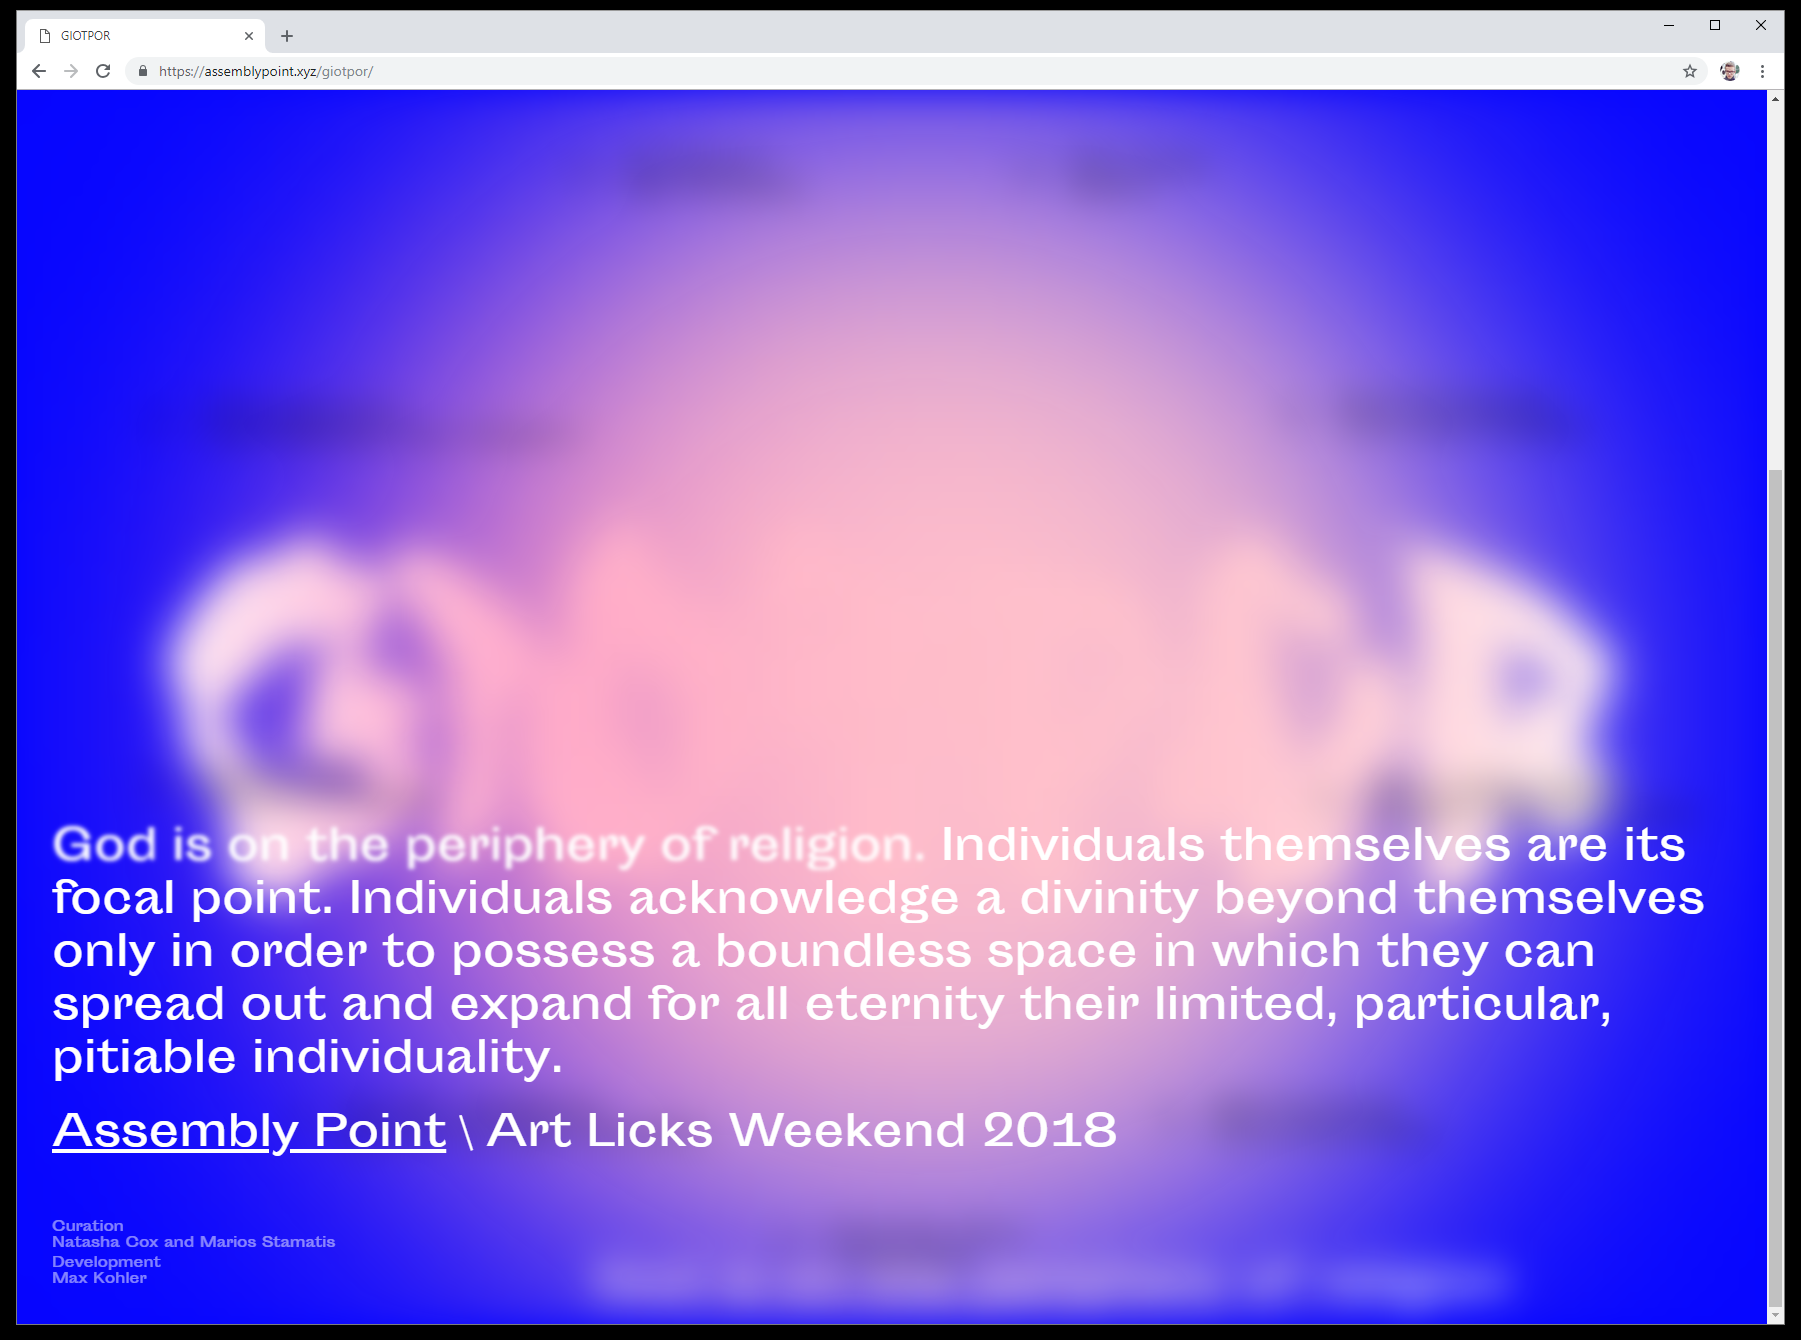 GIOTPOR
https://assemblypoint.xyz/giotpor/
God is on the periphery of religion. Individuals themselves are its
focal point. Individuals acknowledge a divinity beyond themselves
only in order to possess a boundless space in which they can
spread out and expand for all eternity their limited, particular,
pitiable individuality.
Assembly Point \ Art Licks Weekend 2018
Curation
Natasha Cox and Marios Stamatis
Development
Max Kohler